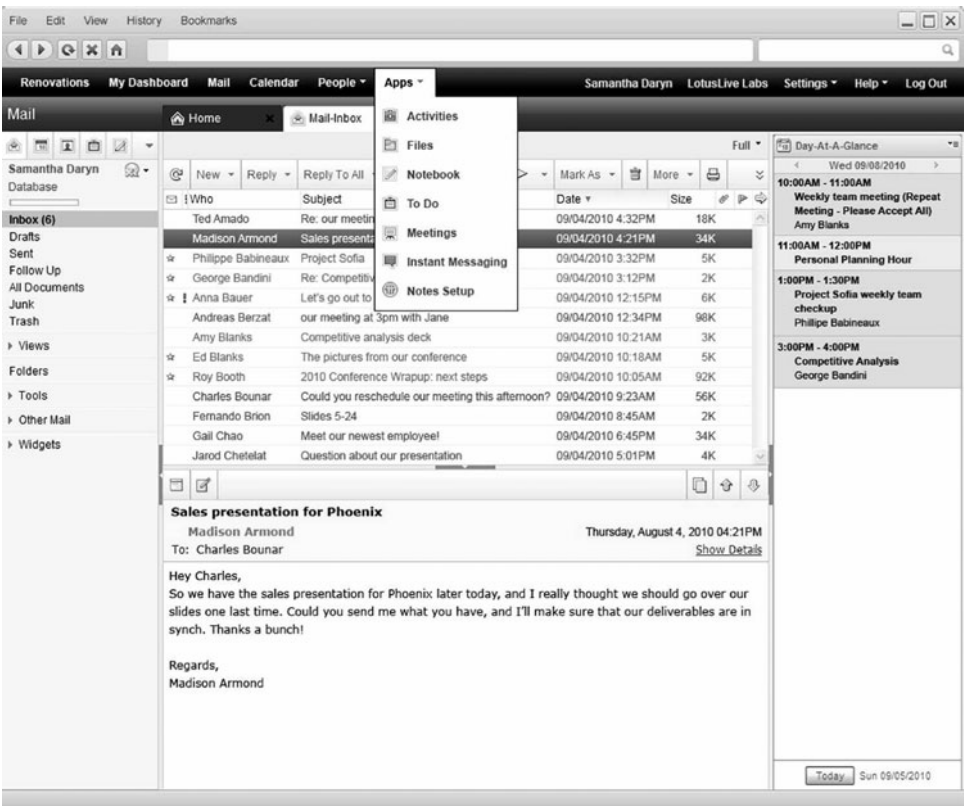 File Edit View History Bookmarks
Renovations My Dashboard Mail Calendar People Apps Samantha Daryn LotusLive Labs Settings Help Log Out
Mail Home Mail-Inbox
Activities
Files
Notebook
To Do
Meetings
Instant Messaging
Notes Setup
Samantha Daryn
Database
Inbox (6)
Drafts
Sent
Follow Up
All Documents
Junk
Trash
Views
Folders
Tools
Other Mail
Widgets
Full
New Reply Reply To All Mark As More
! Who Subject Date Size
Ted Amado Re: our meetin 09/04/2010 4:32PM 18K
Madison Armond Sales presenta 09/04/2010 4:21PM 34K
Philippe Babineaux Project Sofia 09/04/2010 3:32PM 5K
George Bandini Re: Competitiv 09/04/2010 3:12PM 2K
! Anna Bauer Let's go out to 09/04/2010 12:15PM 6K
Andreas Berzat our meeting at 3pm with Jane 09/04/2010 12:34PM 98K
Amy Blanks Competitive analysis deck 09/04/2010 10:21AM 3K
Ed Blanks The pictures from our conference 09/04/2010 10:18AM 5K
Roy Booth 2010 Conference Wrapup: next steps 09/04/2010 10:05AM 92K
Charles Bounar Could you reschedule our meeting this afternoon? 09/04/2010 9:23AM 56K
Fernando Brion Slides 5-24 09/04/2010 8:45AM 2K
Gail Chao Meet our newest employee! 09/04/2010 6:45PM 34K
Jarod Chetelat Question about our presentation 09/04/2010 5:01PM 4K
Sales presentation for Phoenix
Madison Armond Thursday, August 4, 2010 04:21PM
To: Charles Bounar Show Details
Hey Charles,
So we have the sales presentation for Phoenix later today, and I really thought we should go over our
slides one last time. Could you send me what you have, and I'll make sure that our deliverables are in
synch. Thanks a bunch!
Regards,
Madison Armond
Day-At-A-Glance
Wed 09/08/2010
10:00AM - 11:00AM
Weekly team meeting (Repeat
Meeting - Please Accept All)
Amy Blanks
11:00AM - 12:00PM
Personal Planning Hour
1:00PM - 1:30PM
Project Sofia weekly team
checkup
Phillipe Babineaux
3:00PM - 4:00PM
Competitive Analysis
George Bandini
Today Sun 09/05/2010